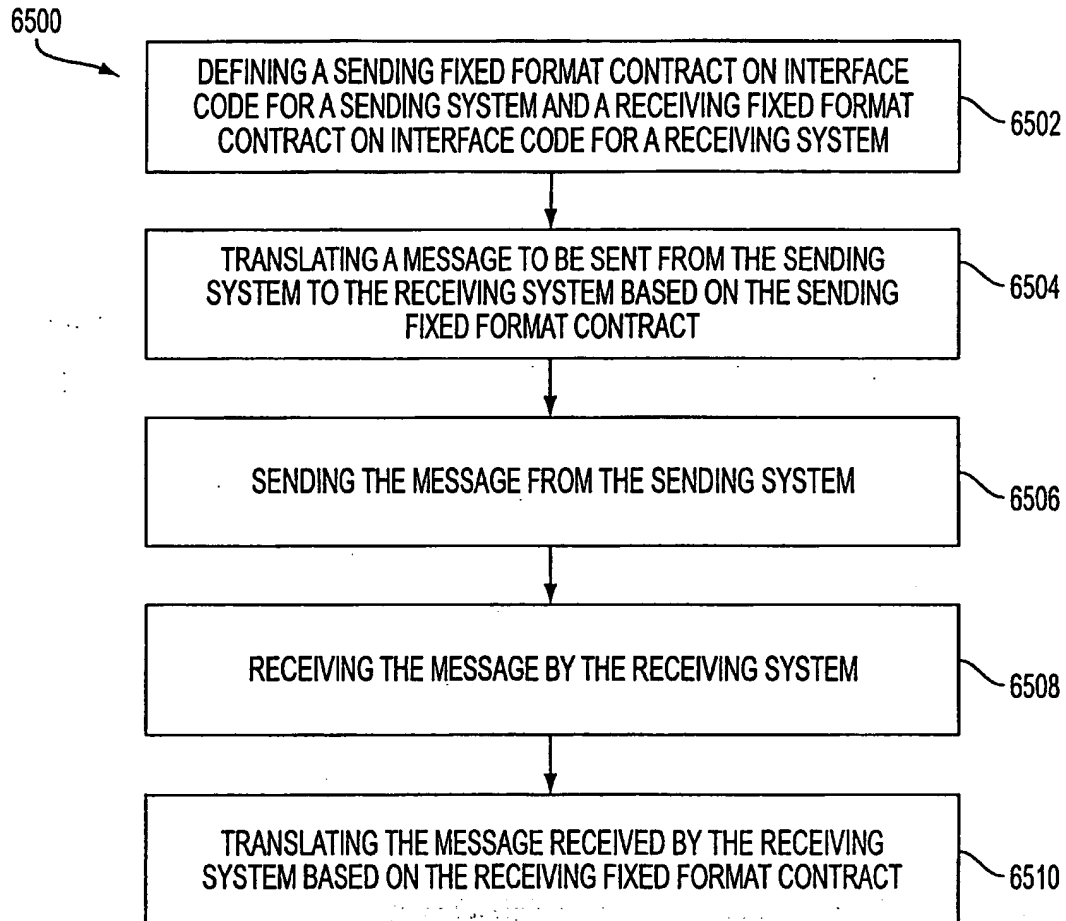 6500
DEFINING A SENDING FIXED FORMAT CONTRACT ON INTERFACE
CODE FOR A SENDING SYSTEM AND A RECEIVING FIXED FORMAT
CONTRACT ON INTERFACE CODE FOR A RECEIVING SYSTEM
6502
TRANSLATING A MESSAGE TO BE SENT FROM THE SENDING
SYSTEM TO THE RECEIVING SYSTEM BASED ON THE SENDING
FIXED FORMAT CONTRACT
6504
SENDING THE MESSAGE FROM THE SENDING SYSTEM
6506
RECEIVING THE MESSAGE BY THE RECEIVING SYSTEM
6508
TRANSLATING THE MESSAGE RECEIVED BY THE RECEIVING
SYSTEM BASED ON THE RECEIVING FIXED FORMAT CONTRACT
6510